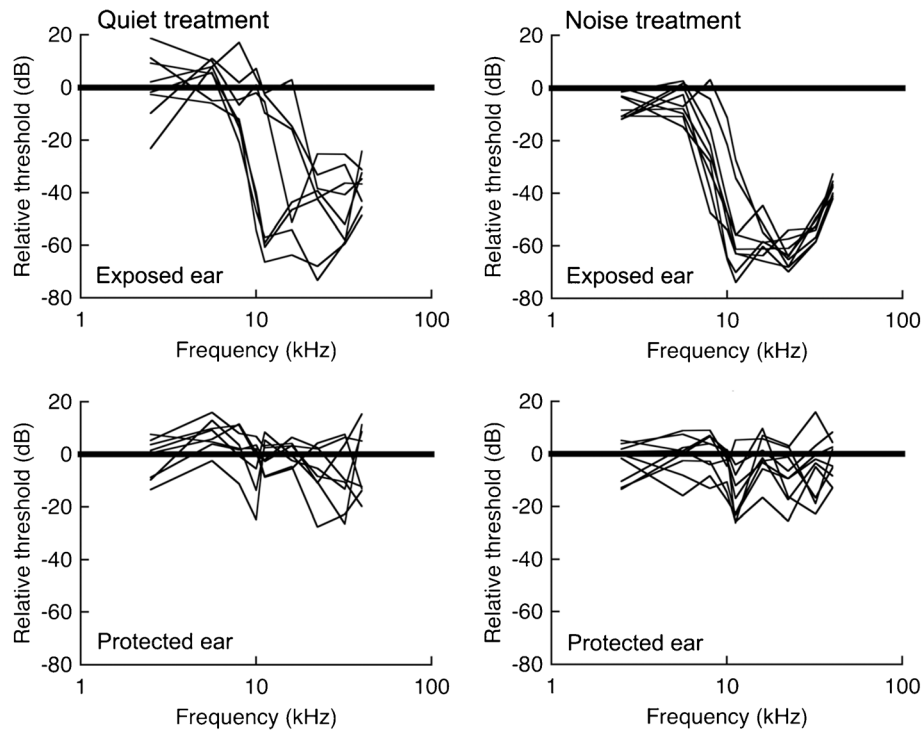 Quiet treatment
20
0
-20
-40
-60
-80
Relative threshold (dB)
Exposed ear
1
10
100
Frequency (kHz)
Noise treatment
20
0
-20
-40
-60
-80
Relative threshold (dB)
Exposed ear
1
10
100
Frequency (kHz)
20
0
-20
-40
-60
-80
Relative threshold (dB)
Protected ear
1
10
100
Frequency (kHz)
20
0
-20
-40
-60
-80
Relative threshold (dB)
Protected ear
1
10
100
Frequency (kHz)